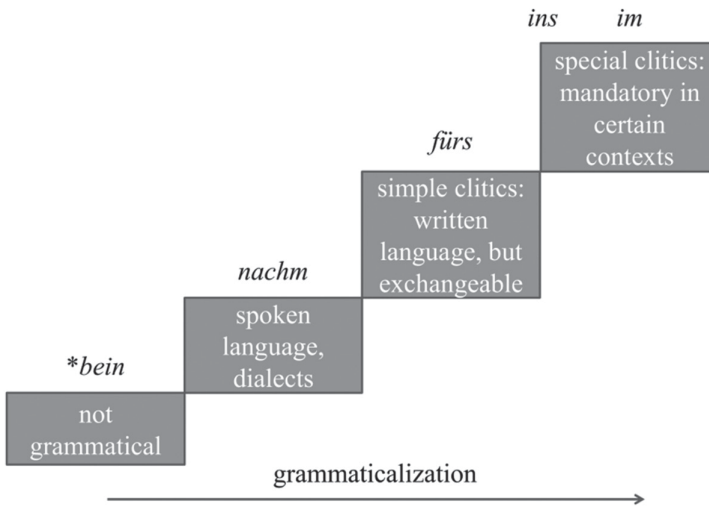 ins im
special clitics:
mandatory in
certain
contexts
fürs
simple clitics:
written
language, but
exchangeable
nachm
spoken
language,
dialects
*bein
not
grammatical
grammaticalization